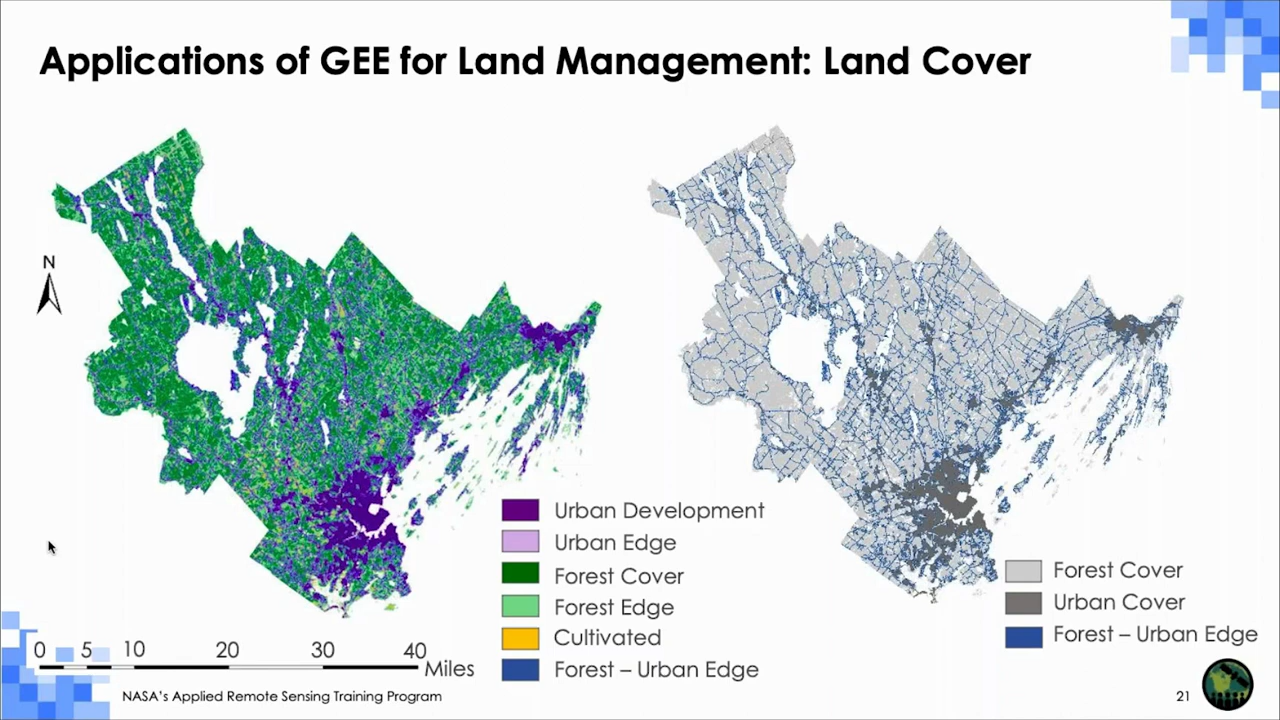 Applications of GEE for Land Management: Land Cover
N
Urban Development
Urban Edge
Forest Cover
Forest Edge
Cultivated
Forest – Urban Edge
Forest Cover
Urban Cover
Forest – Urban Edge
0 5 10 20 30 40
Miles
NASA's Applied Remote Sensing Training Program
21